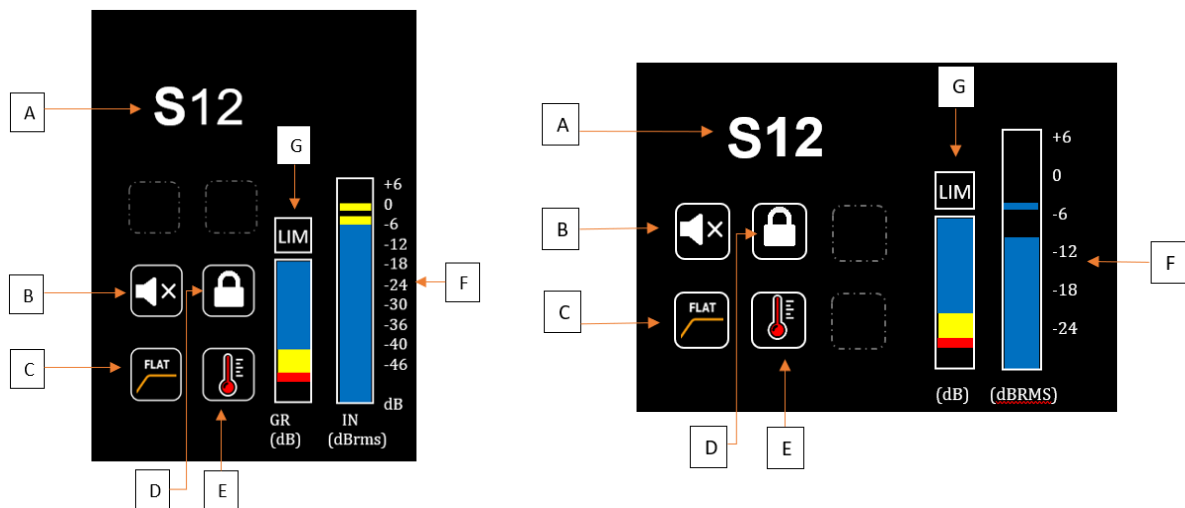 A
S12
G
LIM
+6
0
-6
-12
-18
-24
-30
-36
-40
-46
dB
F
B
D
C
FLAT
E
GR
(dB)
IN
(dBrms)
A
S12
G
LIM
+6
0
-6
-12
-18
-24
F
B
C
FLAT
(dB)
(dBRMS)
D
E